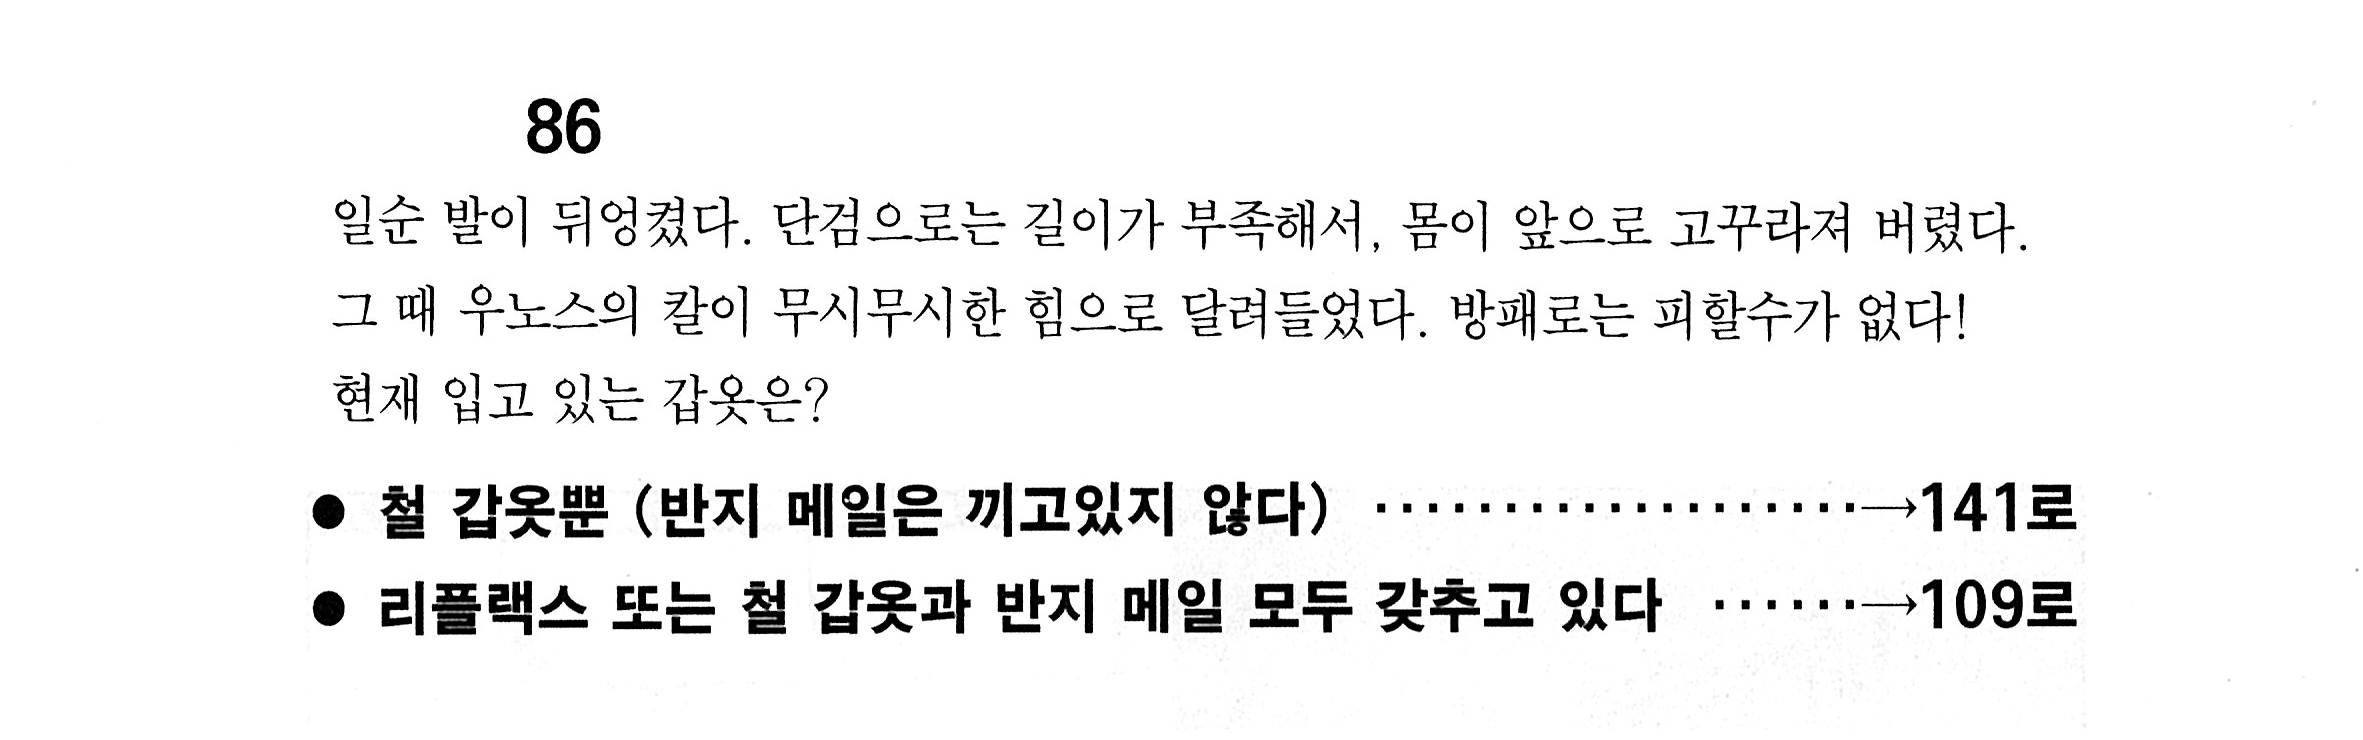 86
일순 발이 뒤엉켰다. 단검으로는 길이가 부족해서, 몸이 앞으로 고꾸라져 버렸다.
그 때 우노스의 칼이 무시무시한 힘으로 달려들었다. 방패로는 피할수가 없다!
현재 입고 있는 갑옷은?
● 철 갑옷뿐 (반지 메일은 끼고있지 않다) ···················→141로
● 리플랙스 또는 철 갑옷과 반지 메일 모두 갖추고 있다 ······→109로